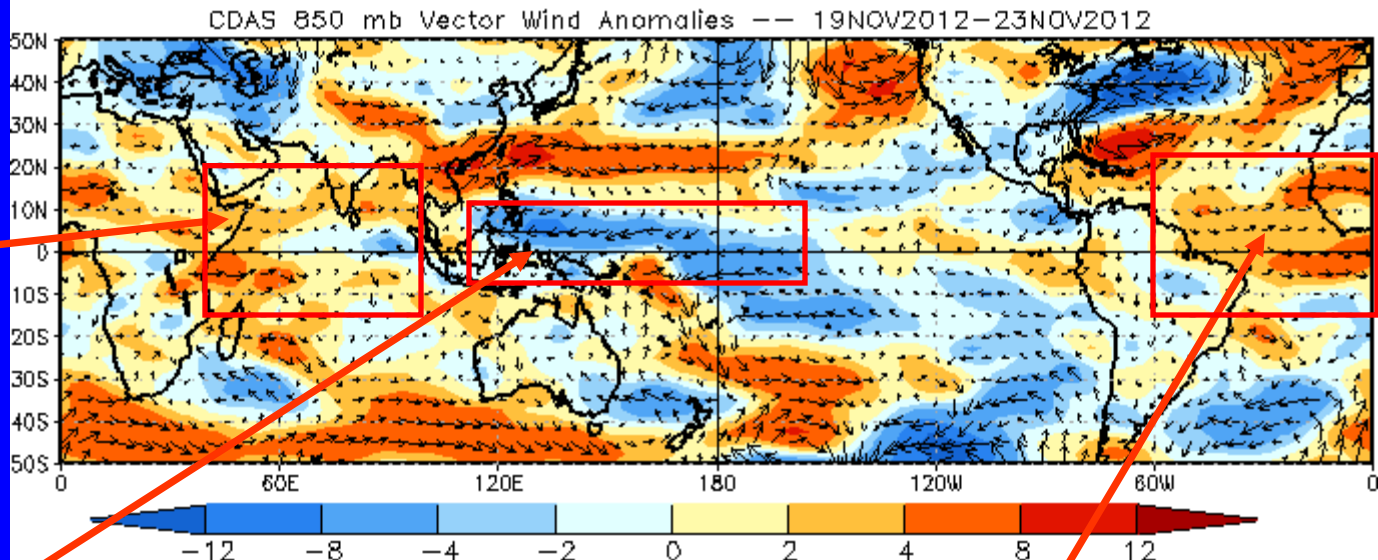 CDAS 850 mb Vector Wind Anomalies -- 19NOV2012-23NOV2012
50N
40N
30N
20N
10N
0
10S
20S
30S
40S
50S
0 60E 120E 180 120W 60W 0
-12 -8 -4 -2 0 2 4 8 12